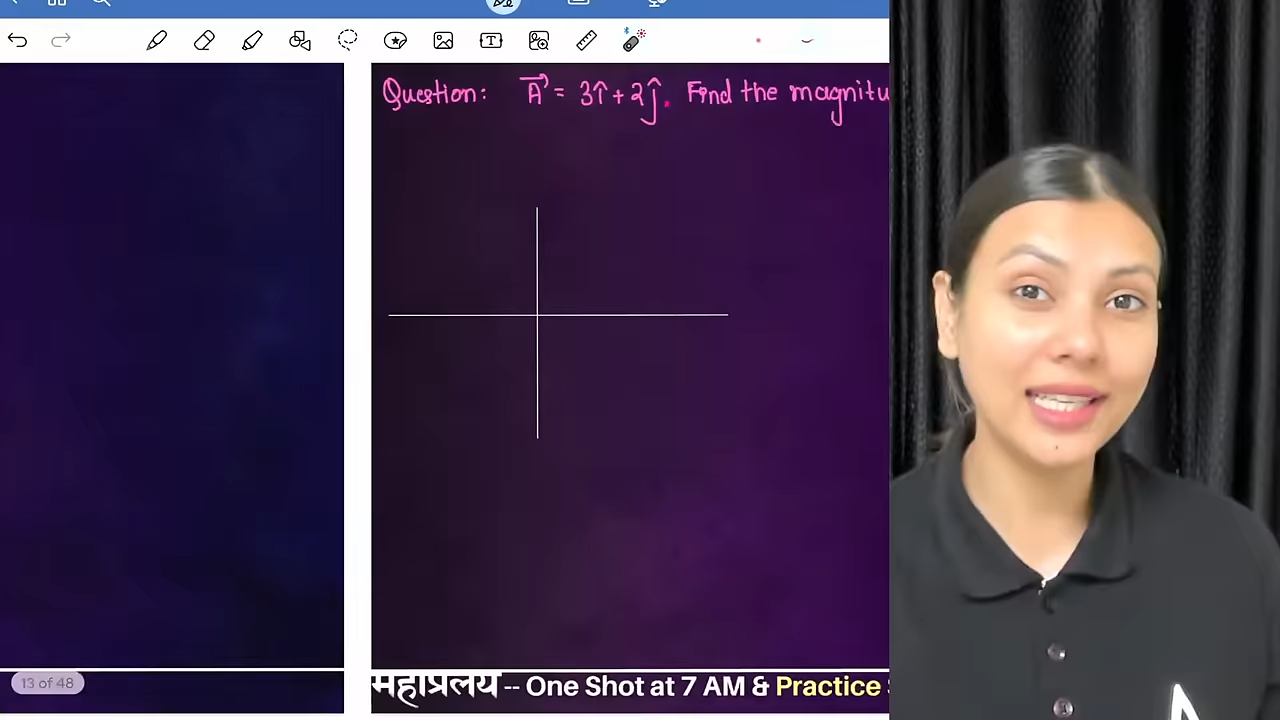 Question: A⃗ = 3î + 2ĵ. Find the magnitu
13 of 48
महाप्रलय -- One Shot at 7 AM & Practice